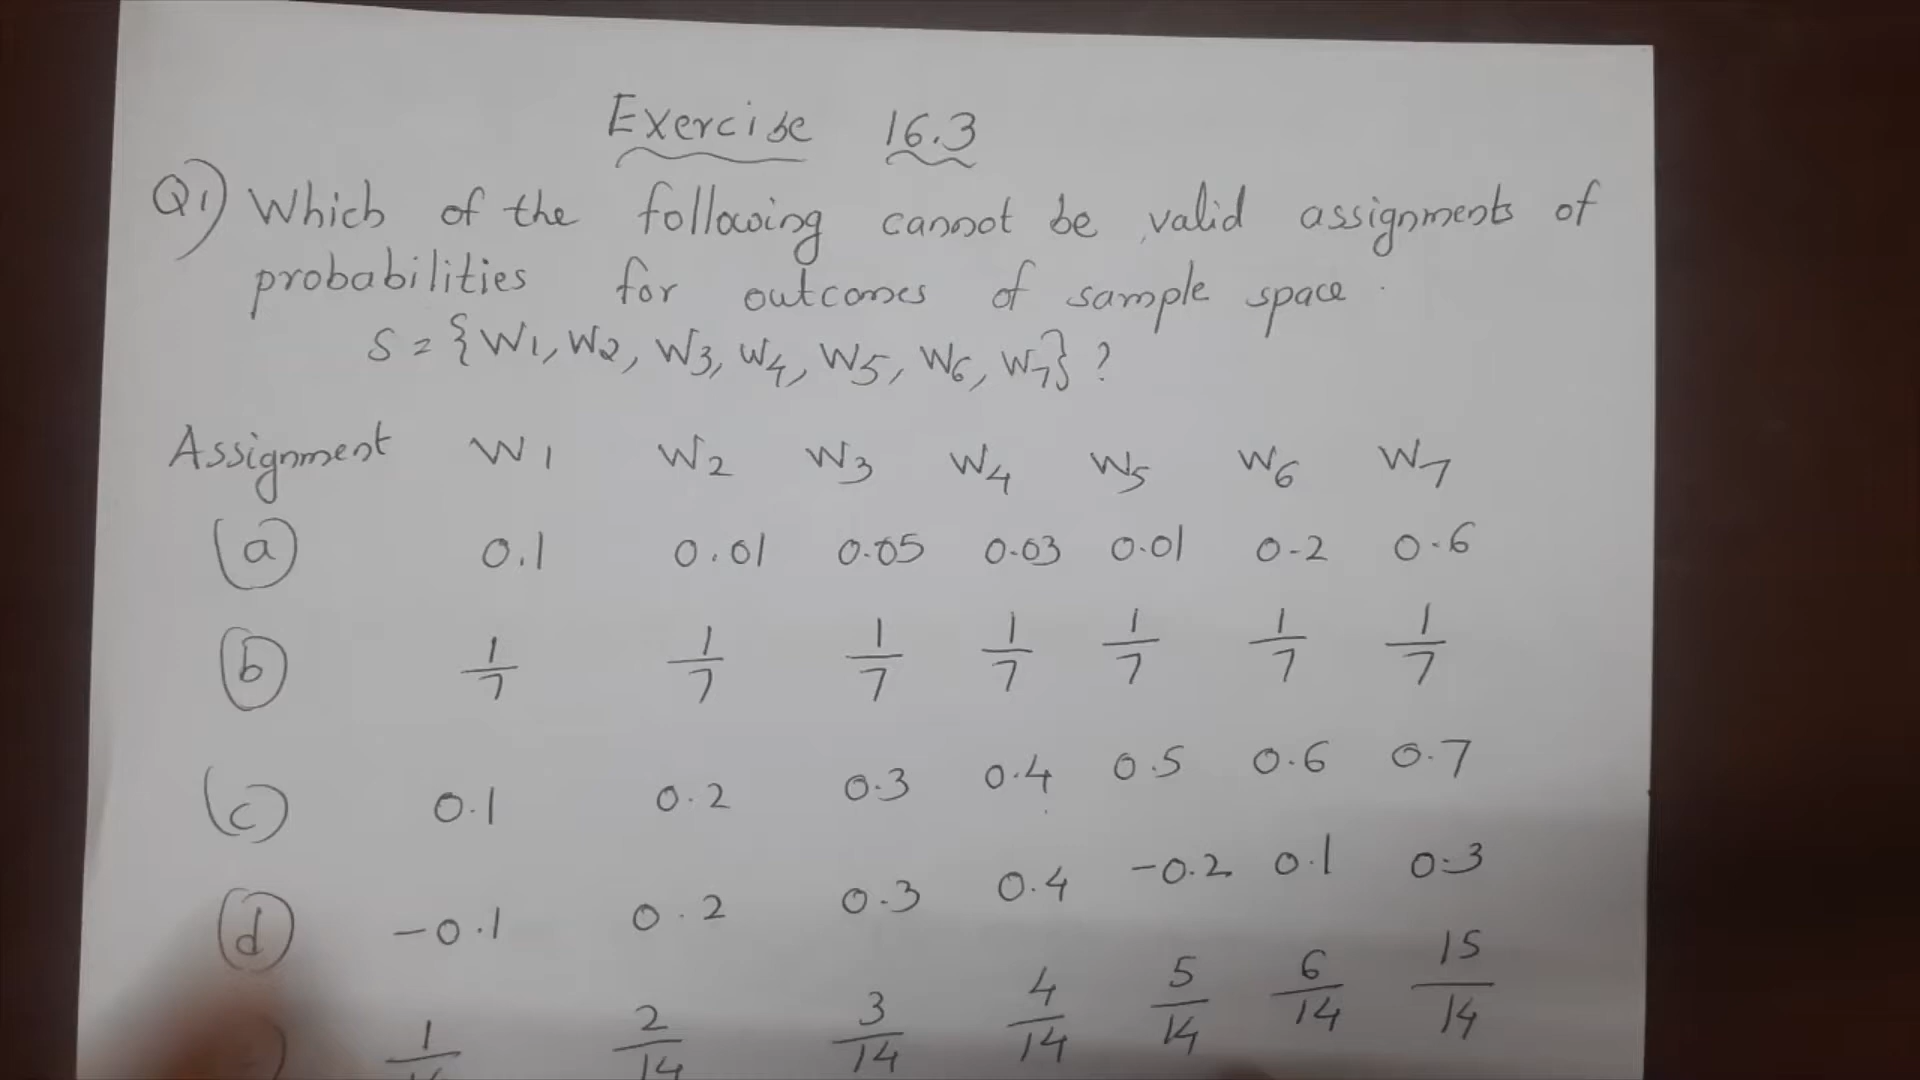 Exercise 16.3
Q1) Which of the following cannot be valid assignments of
probabilities for outcomes of sample space.
S = {W1, W2, W3, W4, W5, W6, W7}?
Assignment W1 W2 W3 W4 W5 W6 W7
(a) 0.1 0.01 0.05 0.03 0.01 0.2 0.6
(b) 1/7 1/7 1/7 1/7 1/7 1/7 1/7
(c) 0.1 0.2 0.3 0.4 0.5 0.6 0.7
(d) -0.1 0.2 0.3 0.4 -0.2 0.1 0.3
2/14 3/14 4/14 5/14 6/14 15/14